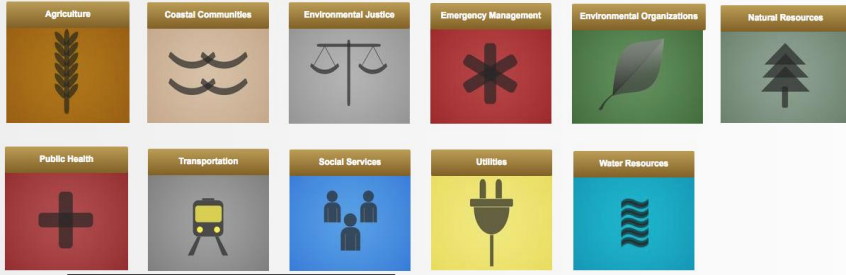 Agriculture
Coastal Communities
Environmental Justice
Emergency Management
Environmental Organizations
Natural Resources
Public Health
Transportation
Social Services
Utilities
Water Resources